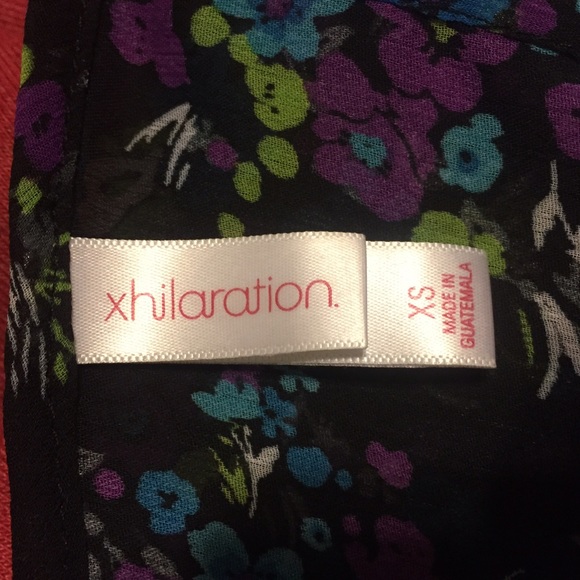 xhilaration.
XS
MADE IN
GUATEMALA